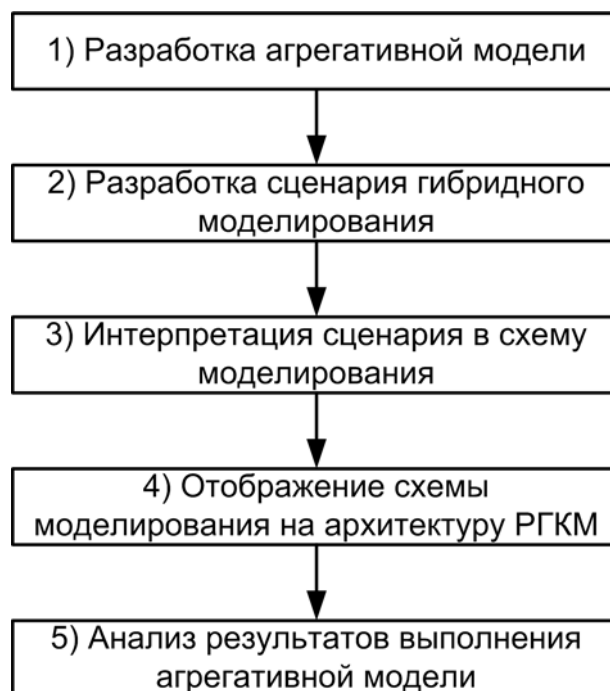 1) Разработка агрегативной модели
2) Разработка сценария гибридного
моделирования
3) Интерпретация сценария в схему
моделирования
4) Отображение схемы
моделирования на архитектуру РГКМ
5) Анализ результатов выполнения
агрегативной модели